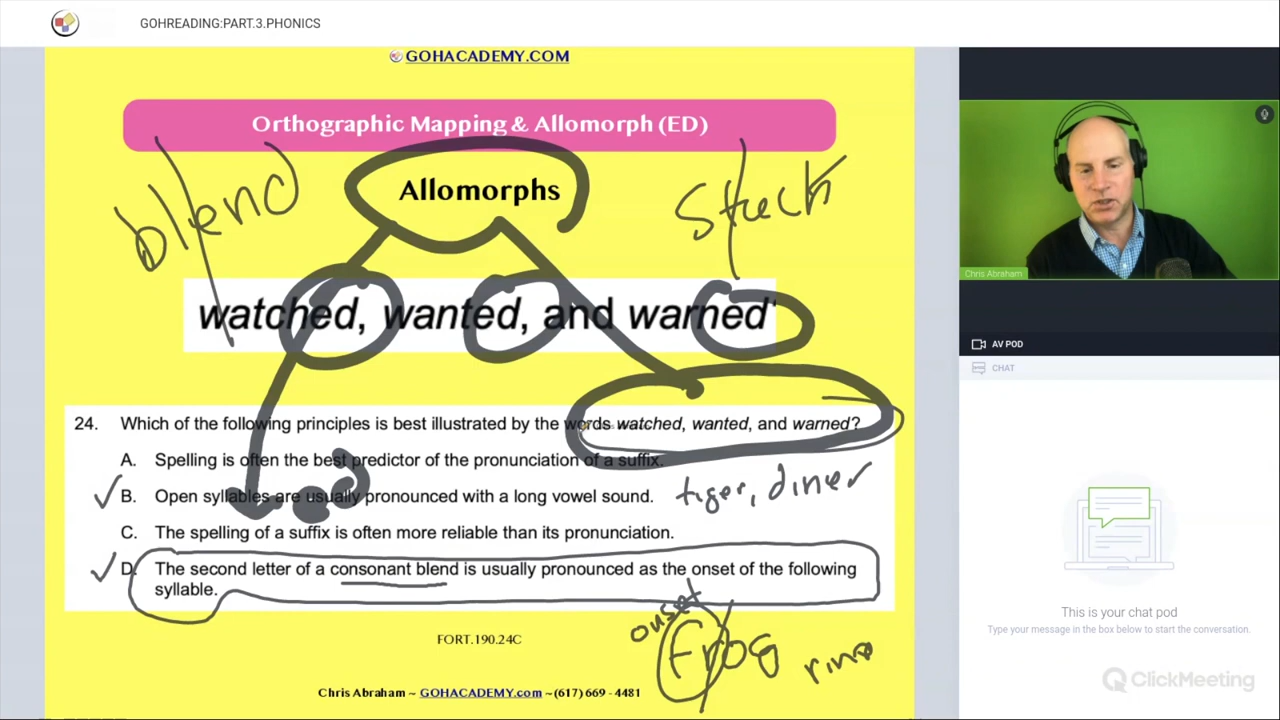 GOHREADING:PART.3.PHONICS
GOHACADEMY.COM
Orthographic Mapping & Allomorph (ED)
blend
Allomorphs
watched, wanted, and warned
24. Which of the following principles is best illustrated by the words watched, wanted, and warned?
A. Spelling is often the best predictor of the pronunciation of a suffix.
B. Open syllables are usually pronounced with a long vowel sound.
tiger, diner
C. The spelling of a suffix is often more reliable than its pronunciation.
D. The second letter of a consonant blend is usually pronounced as the onset of the following
syllable.
onset
frog
FORT.190.24C
Chris Abraham ~ GOHACADEMY.com ~(617) 669 - 4481
Chris Abraham
AV POD
CHAT
This is your chat pod
Type your message in the box below to start the conversation.
ClickMeeting